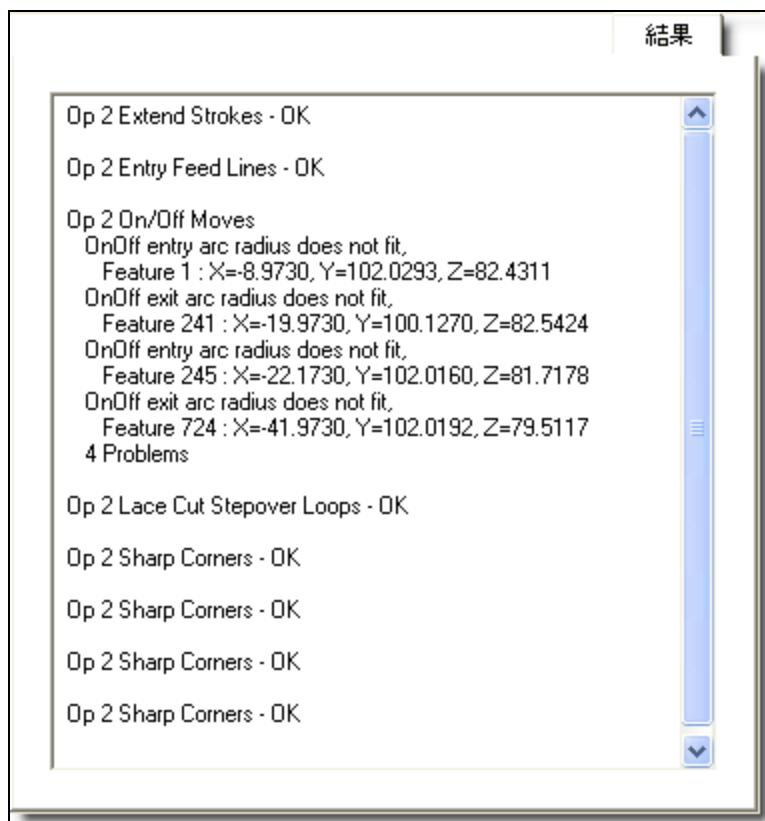 結果
Op 2 Extend Strokes - OK
Op 2 Entry Feed Lines - OK
Op 2 On/Off Moves
OnOff entry arc radius does not fit,
Feature 1 : X=-8.9730, Y=102.0293, Z=82.4311
OnOff exit arc radius does not fit,
Feature 241 : X=-19.9730, Y=100.1270, Z=82.5424
OnOff entry arc radius does not fit,
Feature 245 : X=-22.1730, Y=102.0160, Z=81.7178
OnOff exit arc radius does not fit,
Feature 724 : X=-41.9730, Y=102.0192, Z=79.5117
4 Problems
Op 2 Lace Cut Stepover Loops - OK
Op 2 Sharp Corners - OK
Op 2 Sharp Corners - OK
Op 2 Sharp Corners - OK
Op 2 Sharp Corners - OK